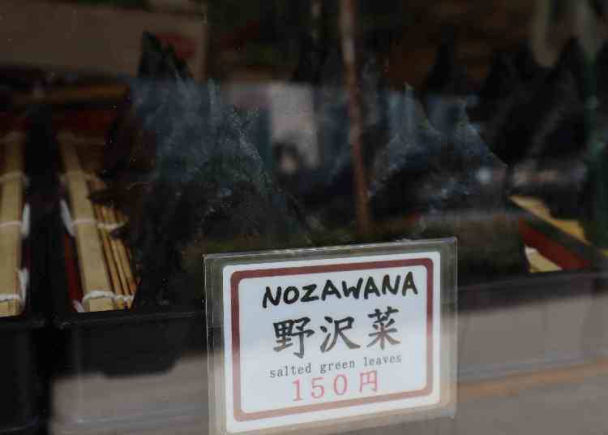 NOZAWANA
野沢菜
salted green leaves
150円